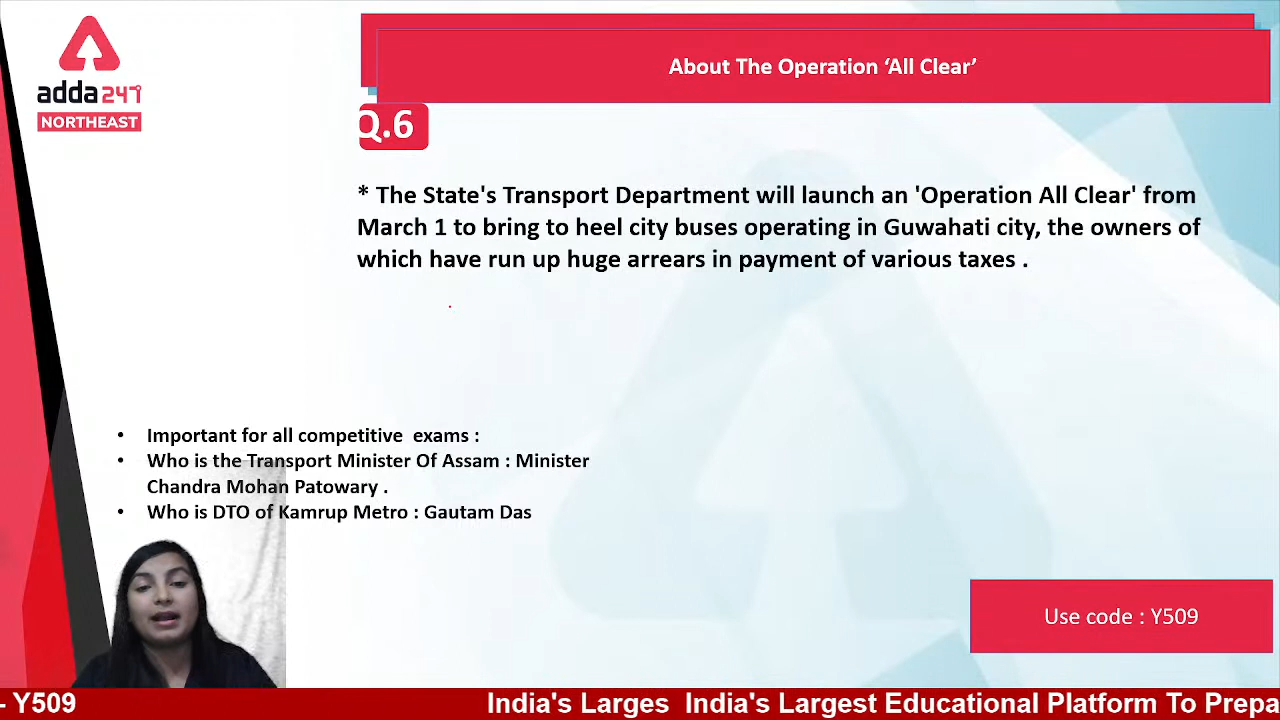 adda247
NORTHEAST
About The Operation ‘All Clear’
Q.6
* The State's Transport Department will launch an 'Operation All Clear' from
March 1 to bring to heel city buses operating in Guwahati city, the owners of
which have run up huge arrears in payment of various taxes .
• Important for all competitive exams :
• Who is the Transport Minister Of Assam : Minister
Chandra Mohan Patowary .
• Who is DTO of Kamrup Metro : Gautam Das
Use code : Y509
- Y509 India's Larges India's Largest Educational Platform To Prepa